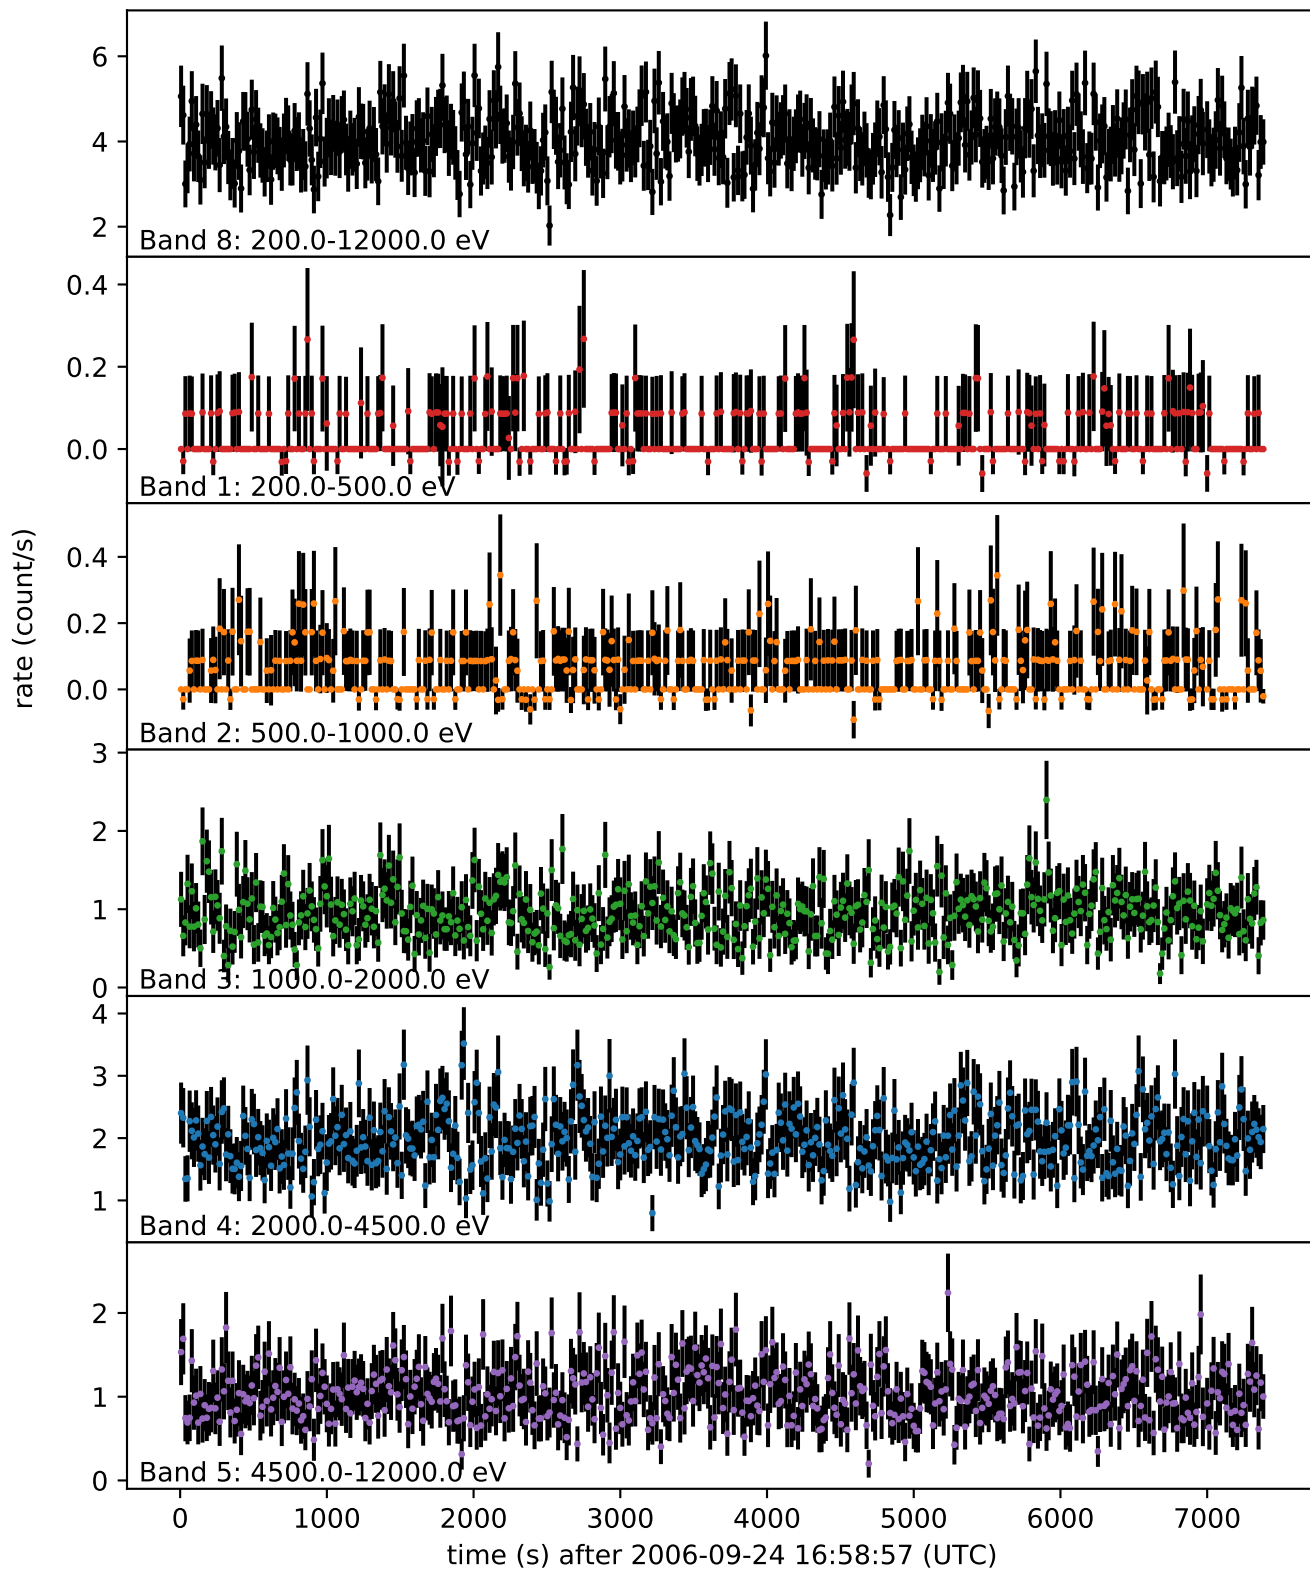 6
4
2
Band 8: 200.0-12000.0 eV
0.4
0.2
0.0
Band 1: 200.0-500.0 eV
0.4
0.2
0.0
Band 2: 500.0-1000.0 eV
rate (count/s)
3
2
1
0
Band 3: 1000.0-2000.0 eV
4
3
2
1
Band 4: 2000.0-4500.0 eV
2
1
0
Band 5: 4500.0-12000.0 eV
0 1000 2000 3000 4000 5000 6000 7000
time (s) after 2006-09-24 16:58:57 (UTC)